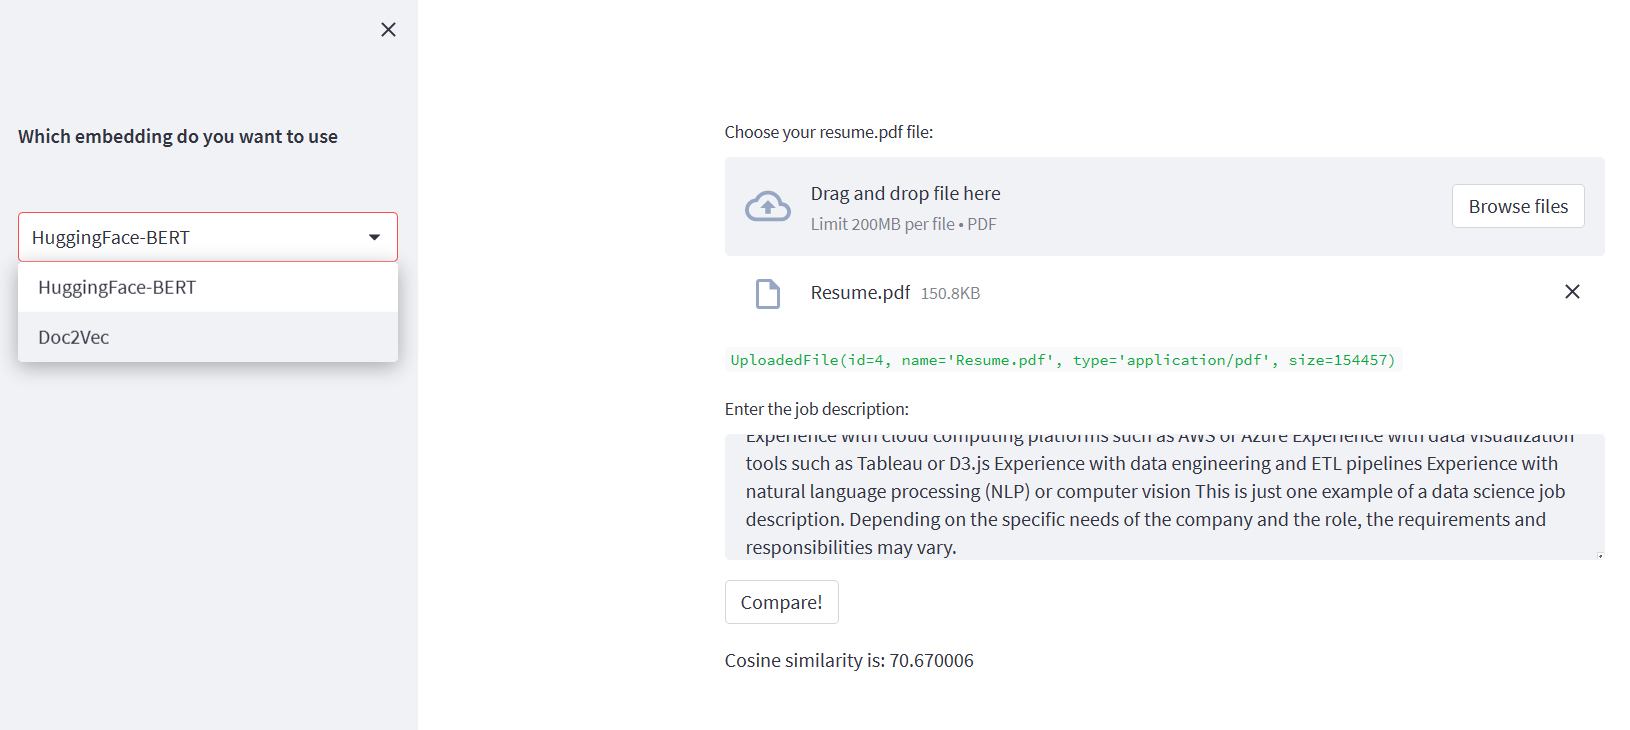 Which embedding do you want to use
HuggingFace-BERT
HuggingFace-BERT
Doc2Vec
Choose your resume.pdf file:
Drag and drop file here
Limit 200MB per file • PDF
Browse files
Resume.pdf 150.8KB
UploadedFile(id=4, name='Resume.pdf', type='application/pdf', size=154457)
Enter the job description:
Experience with cloud computing platforms such as AWS or Azure Experience with data visualization
tools such as Tableau or D3.js Experience with data engineering and ETL pipelines Experience with
natural language processing (NLP) or computer vision This is just one example of a data science job
description. Depending on the specific needs of the company and the role, the requirements and
responsibilities may vary.
Compare!
Cosine similarity is: 70.670006